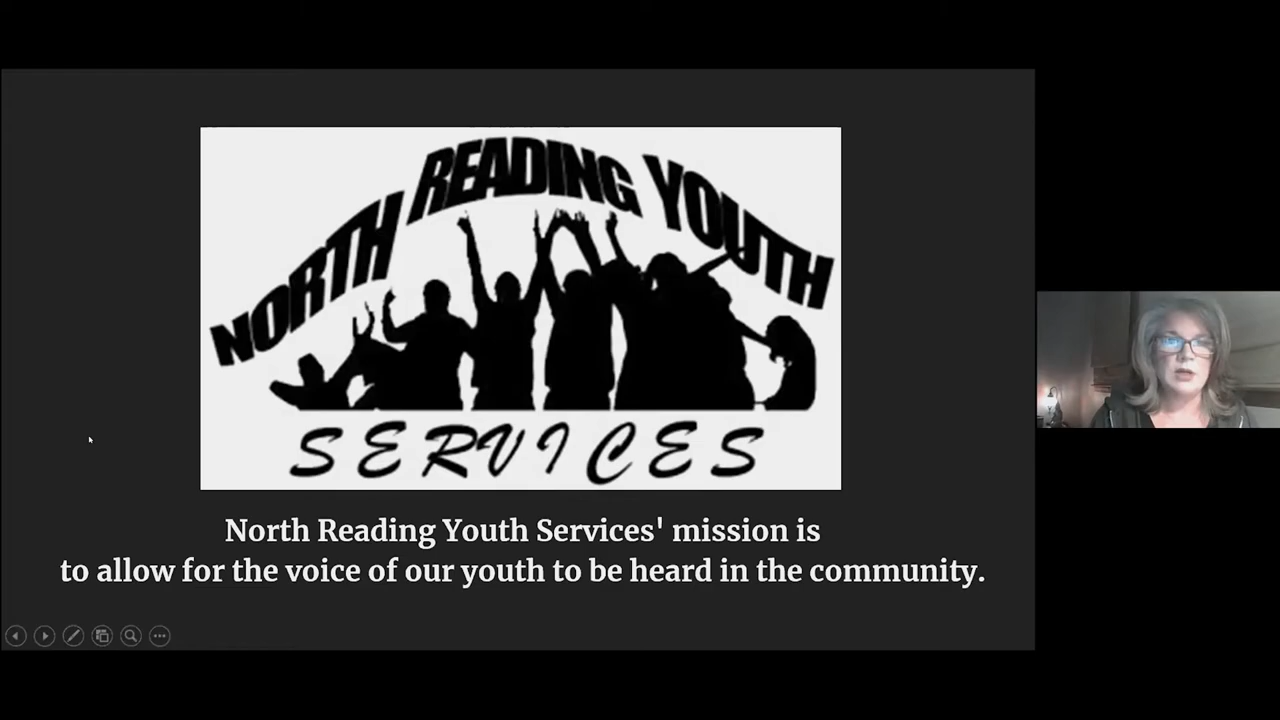 NORTH READING YOUTH
SERVICES
North Reading Youth Services' mission is
to allow for the voice of our youth to be heard in the community.